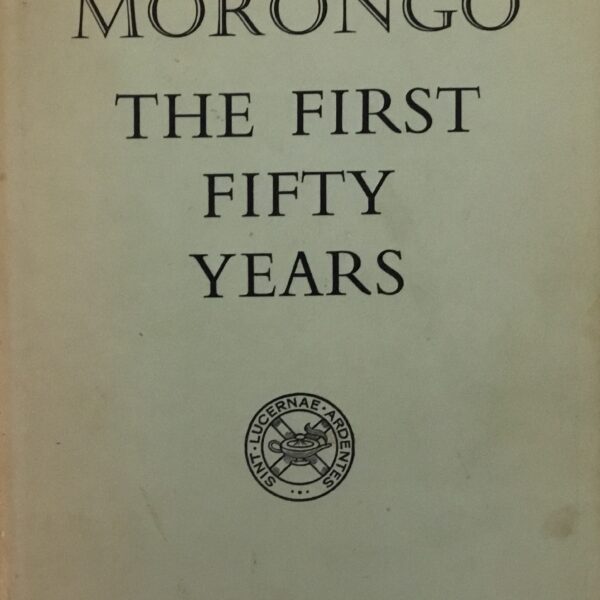 MORONGO
THE FIRST
FIFTY
YEARS
SINT · LUCERNAE · ARDENTES